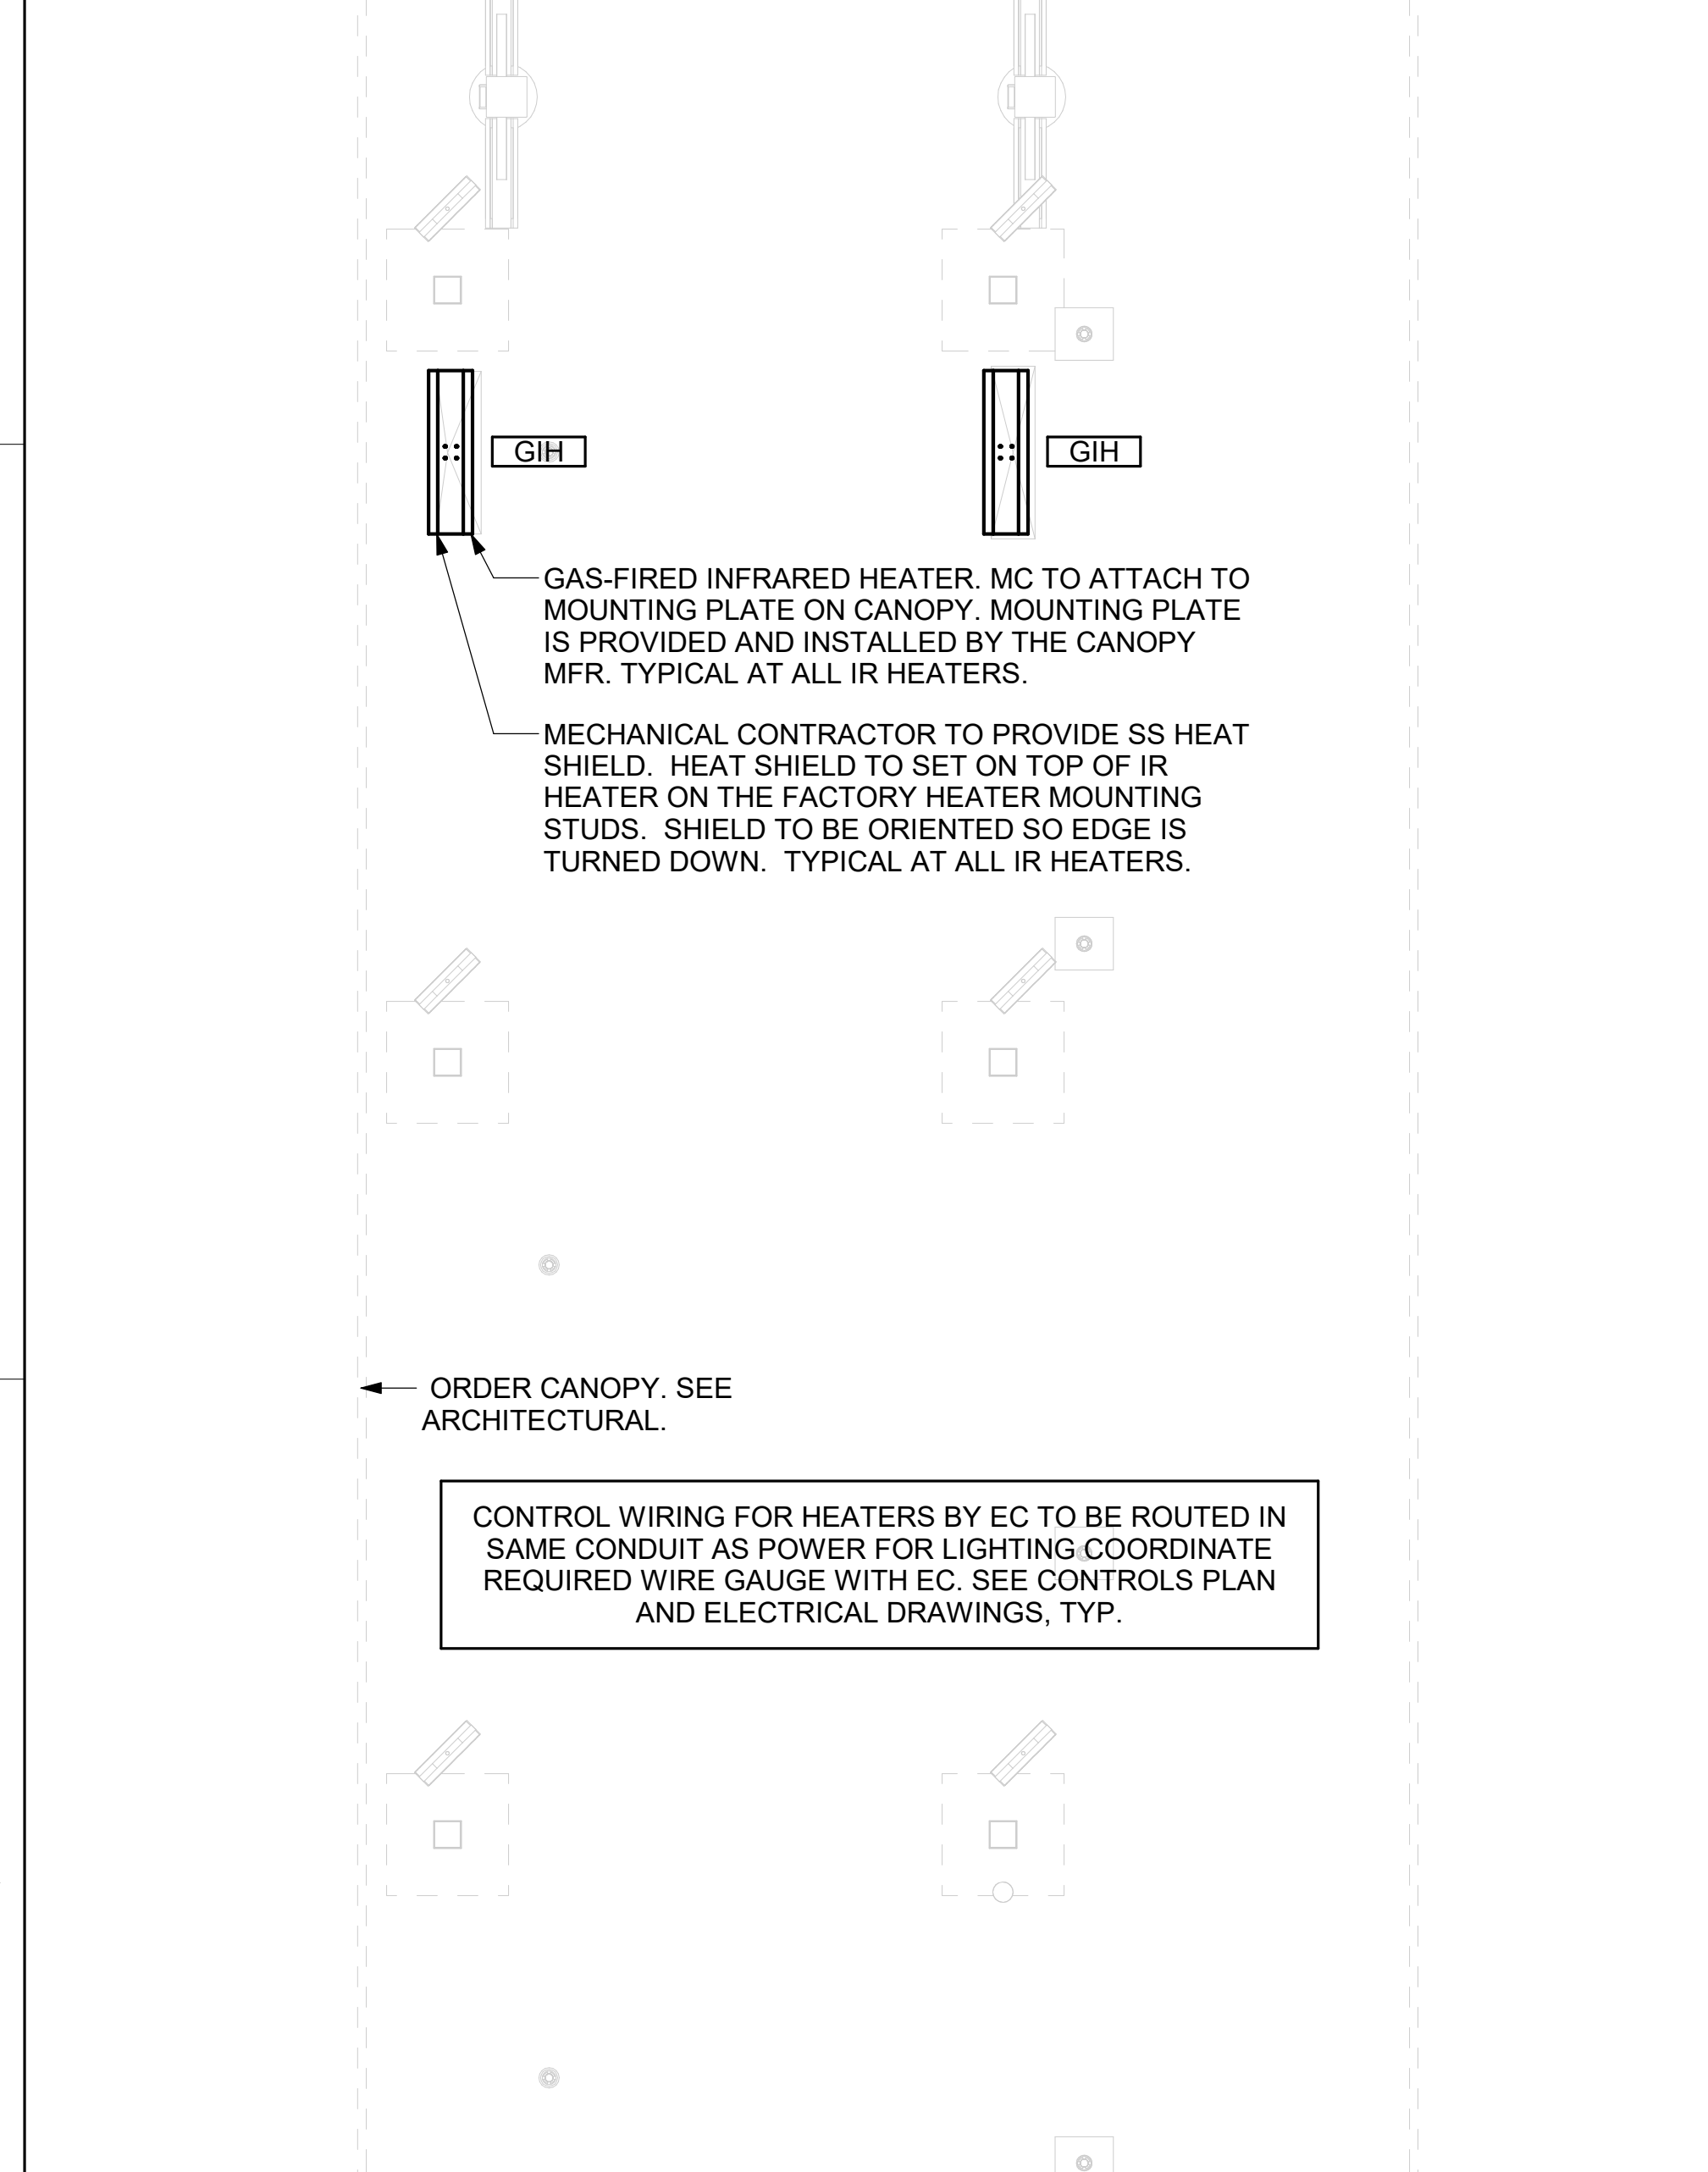 GIH
GIH
GAS-FIRED INFRARED HEATER. MC TO ATTACH TO
MOUNTING PLATE ON CANOPY. MOUNTING PLATE
IS PROVIDED AND INSTALLED BY THE CANOPY
MFR. TYPICAL AT ALL IR HEATERS.
MECHANICAL CONTRACTOR TO PROVIDE SS HEAT
SHIELD.  HEAT SHIELD TO SET ON TOP OF IR
HEATER ON THE FACTORY HEATER MOUNTING
STUDS.  SHIELD TO BE ORIENTED SO EDGE IS
TURNED DOWN.  TYPICAL AT ALL IR HEATERS.
ORDER CANOPY. SEE
ARCHITECTURAL.
CONTROL WIRING FOR HEATERS BY EC TO BE ROUTED IN
SAME CONDUIT AS POWER FOR LIGHTING COORDINATE
REQUIRED WIRE GAUGE WITH EC. SEE CONTROLS PLAN
AND ELECTRICAL DRAWINGS, TYP.